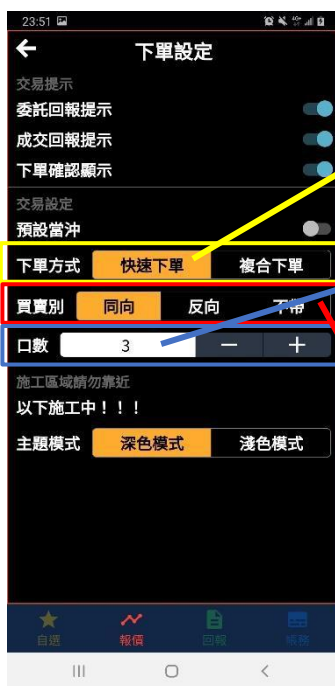 23:51
下單設定
交易提示
委託回報提示
成交回報提示
下單確認顯示
交易設定
預設當沖
下單方式 快速下單 複合下單
買賣別 同向 反向 不帶
口數 3 − +
施工區域請勿靠近
以下施工中！！！
主題模式 深色模式 淺色模式
自選 報價 回報 帳務